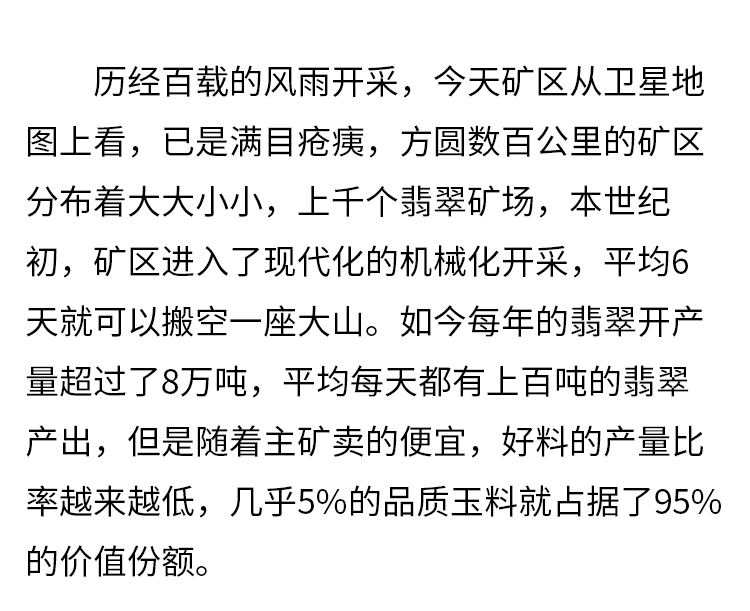 历经百载的风雨开采，今天矿区从卫星地
图上看，已是满目疮痍，方圆数百公里的矿区
分布着大大小小，上千个翡翠矿场，本世纪
初，矿区进入了现代化的机械化开采，平均6
天就可以搬空一座大山。如今每年的翡翠开产
量超过了8万吨，平均每天都有上百吨的翡翠
产出，但是随着主矿卖的便宜，好料的产量比
率越来越低，几乎5%的品质玉料就占据了95%
的价值份额。